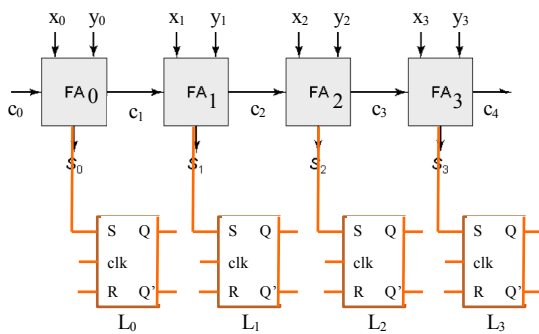 x₀ y₀ x₁ y₁ x₂ y₂ x₃ y₃
c₀ FA₀ c₁ FA₁ c₂ FA₂ c₃ FA₃ c₄
S₀ S₁ S₂ S₃
S Q S Q S Q S Q
clk clk clk clk
R Q' R Q' R Q' R Q'
L₀ L₁ L₂ L₃